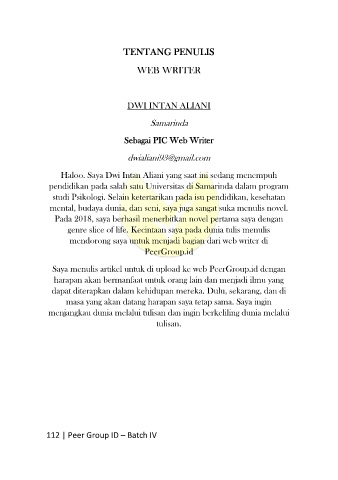 TENTANG PENULIS
WEB WRITER
DWI INTAN ALIANI
Samarinda
Sebagai PIC Web Writer
dwialiani93@gmail.com
Haloo. Saya Dwi Intan Aliani yang saat ini sedang menempuh
pendidikan pada salah satu Universitas di Samarinda dalam program
studi Psikologi. Selain ketertarikan pada isu pendidikan, kesehatan
mental, budaya dunia, dan seni, saya juga sangat suka menulis novel.
Pada 2018, saya berhasil menerbitkan novel pertama saya dengan
genre slice of life. Kecintaan saya pada dunia tulis menulis
mendorong saya untuk menjadi bagian dari web writer di
PeerGroup.id
Saya menulis artikel untuk di upload ke web PeerGroup.id dengan
harapan akan bermanfaat untuk orang lain dan menjadi ilmu yang
dapat diterapkan dalam kehidupan mereka. Dulu, sekarang, dan di
masa yang akan datang harapan saya tetap sama. Saya ingin
menjangkau dunia melalui tulisan dan ingin berkeliling dunia melalui
tulisan.
112 | Peer Group ID – Batch IV